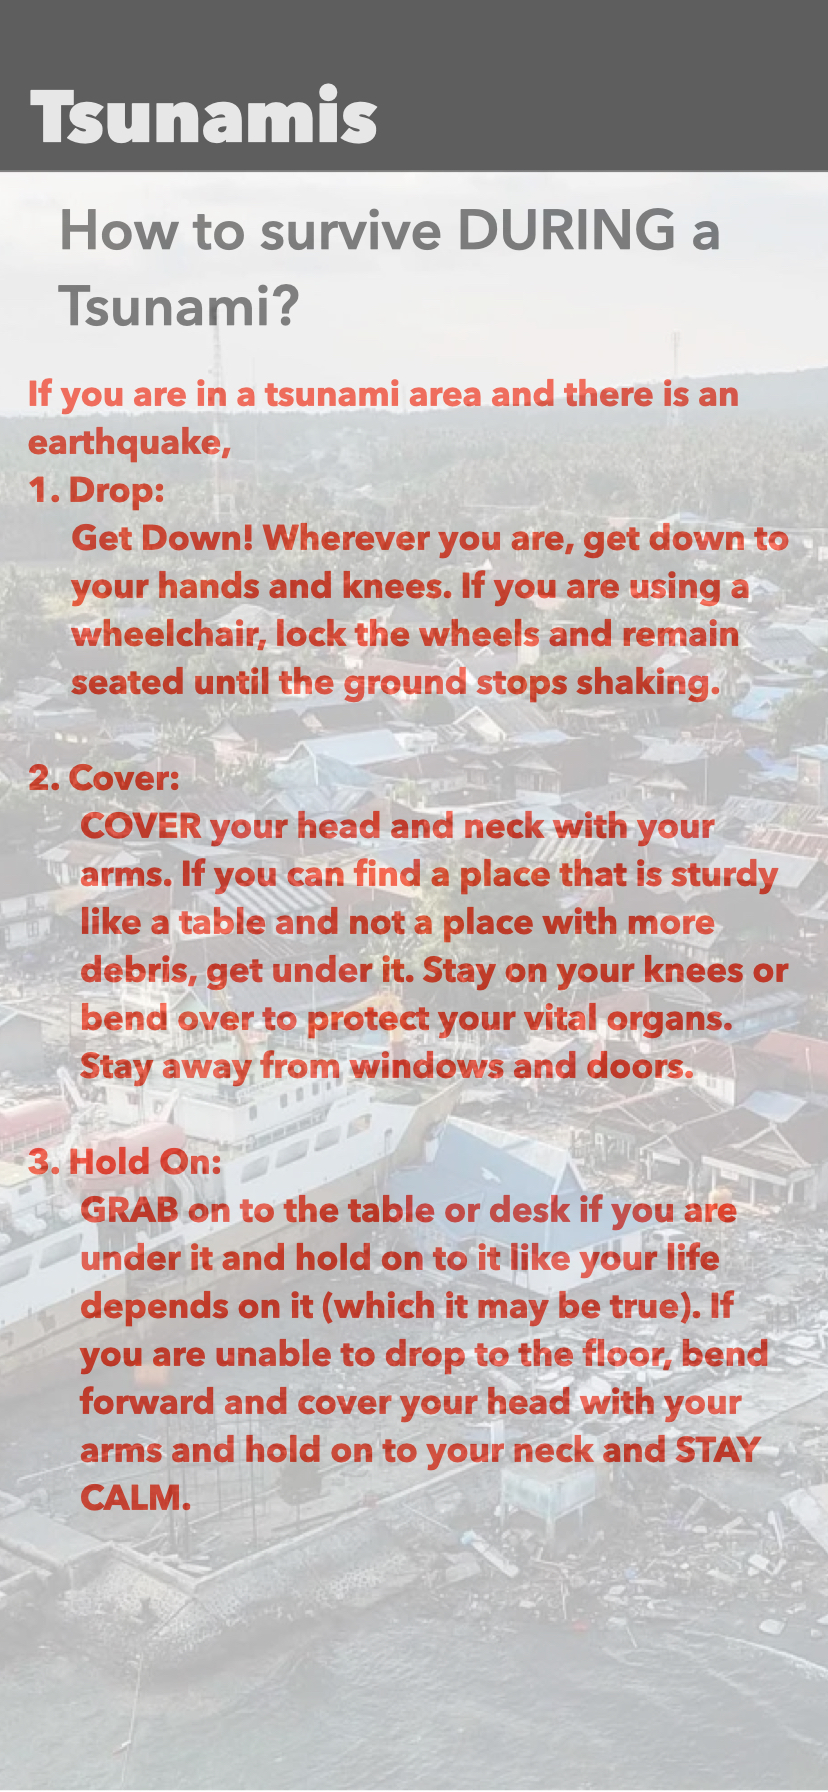 Tsunamis
How to survive DURING a
Tsunami?
If you are in a tsunami area and there is an
earthquake,
1. Drop:
Get Down! Wherever you are, get down to
your hands and knees. If you are using a
wheelchair, lock the wheels and remain
seated until the ground stops shaking.
2. Cover:
COVER your head and neck with your
arms. If you can find a place that is sturdy
like a table and not a place with more
debris, get under it. Stay on your knees or
bend over to protect your vital organs.
Stay away from windows and doors.
3. Hold On:
GRAB on to the table or desk if you are
under it and hold on to it like your life
depends on it (which it may be true). If
you are unable to drop to the floor, bend
forward and cover your head with your
arms and hold on to your neck and STAY
CALM.